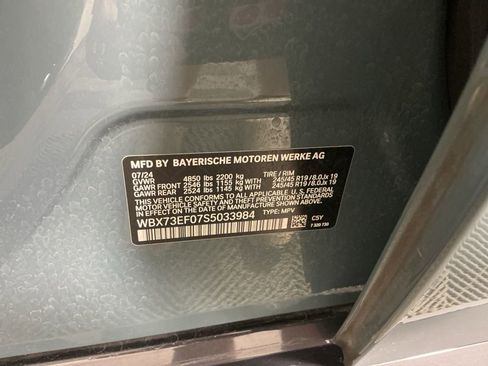 MFD BY BAYERISCHE MOTOREN WERKE AG
07/24 TIRE / RIM
GVWR 4850 lbs 2200 kg
GAWR FRONT 2546 lbs 1155 kg 245/45 R19 / 8.0Jx 19
GAWR REAR 2524 lbs 1145 kg 245/45 R19 / 8.0Jx 19
THIS VEHICLE CONFORMS TO ALL APPLICABLE U.S. FEDERAL
MOTOR VEHICLE SAFETY, BUMPER, AND THEFT
PREVENTION STANDARDS IN EFFECT ON THE DATE
OF MANUFACTURE SHOWN ABOVE.
WBX73EF07S5033984 TYPE: MPV
C5Y